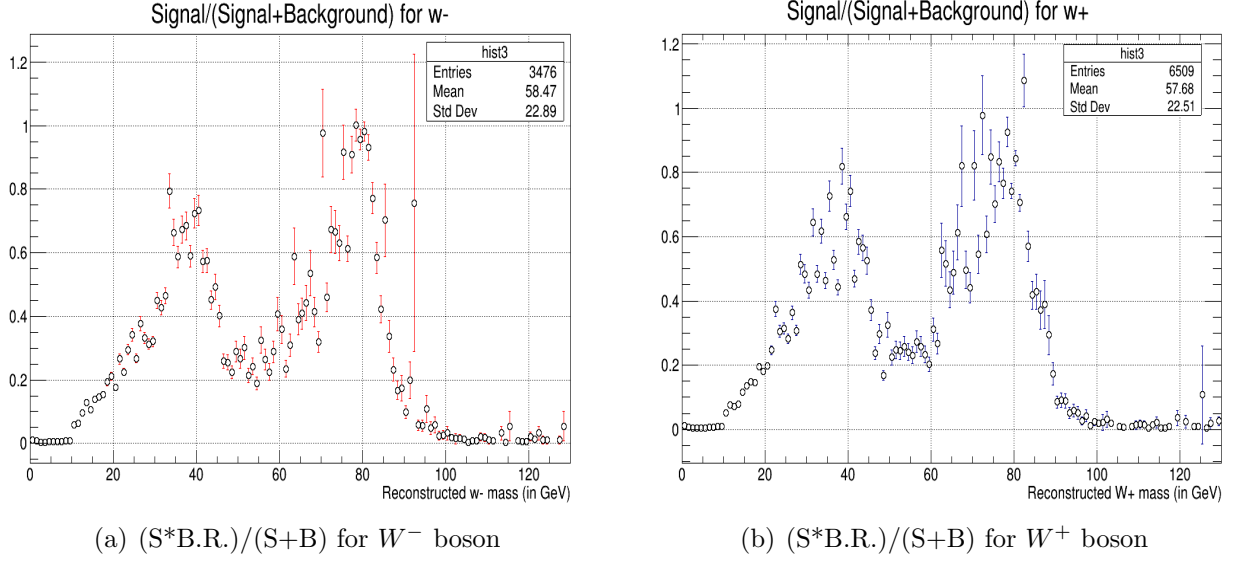 Signal/(Signal+Background) for w-
hist3
Entries 3476
Mean 58.47
Std Dev 22.89
1.2
1
0.8
0.6
0.4
0.2
0
0 20 40 60 80 100 120
Reconstructed w- mass (in GeV)
(a) (S*B.R.)/(S+B) for W⁻ boson
Signal/(Signal+Background) for w+
hist3
Entries 6509
Mean 57.68
Std Dev 22.51
1.2
1
0.8
0.6
0.4
0.2
0
0 20 40 60 80 100 120
Reconstructed W+ mass (in GeV)
(b) (S*B.R.)/(S+B) for W⁺ boson